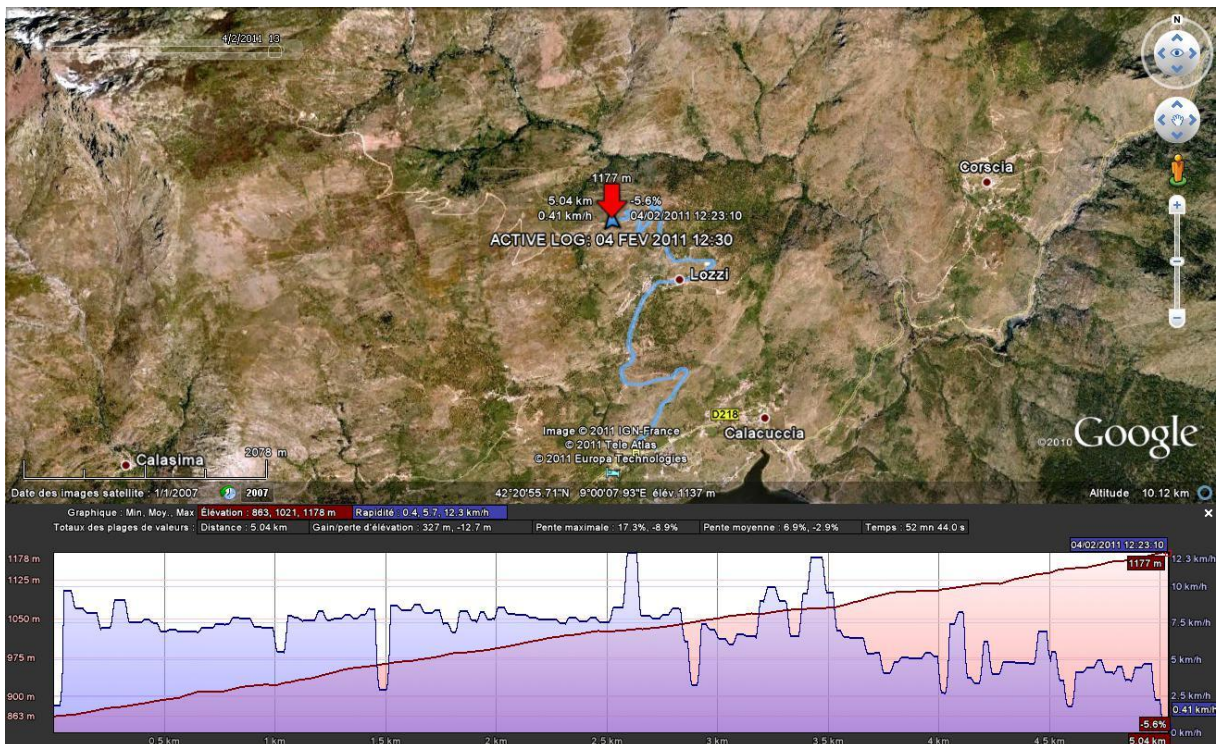 4/2/2011 13
N
Corscia
1177 m
5.04 km -5.6%
0.41 km/h 04/02/2011 12:23:10
ACTIVE LOG: 04 FEV 2011 12:30
Lozzi
D218
Calacuccia
Image © 2011 IGN-France
© 2011 Tele Atlas
© 2011 Europa Technologies
©2010 Google
Calasima
2078 m
Date des images satellite : 1/1/2007 2007 42°20'55.71"N 9°00'07.93"E élév. 1137 m Altitude 10.12 km
Graphique : Min, Moy., Max Élévation : 863, 1021, 1178 m Rapidité : 0.4, 5.7, 12.3 km/h
Totaux des plages de valeurs : Distance : 5.04 km Gain/perte d'élévation : 327 m, -12.7 m Pente maximale : 17.3%, -8.9% Pente moyenne : 6.9%, -2.9% Temps : 52 mn 44.0 s
04/02/2011 12:23:10
1178 m 1177 m 12.3 km/h
1125 m 10 km/h
1050 m 7.5 km/h
975 m 5 km/h
900 m 2.5 km/h
863 m 0.41 km/h
-5.6% 0 km/h
0.5 km 1 km 1.5 km 2 km 2.5 km 3 km 3.5 km 4 km 4.5 km 5.04 km